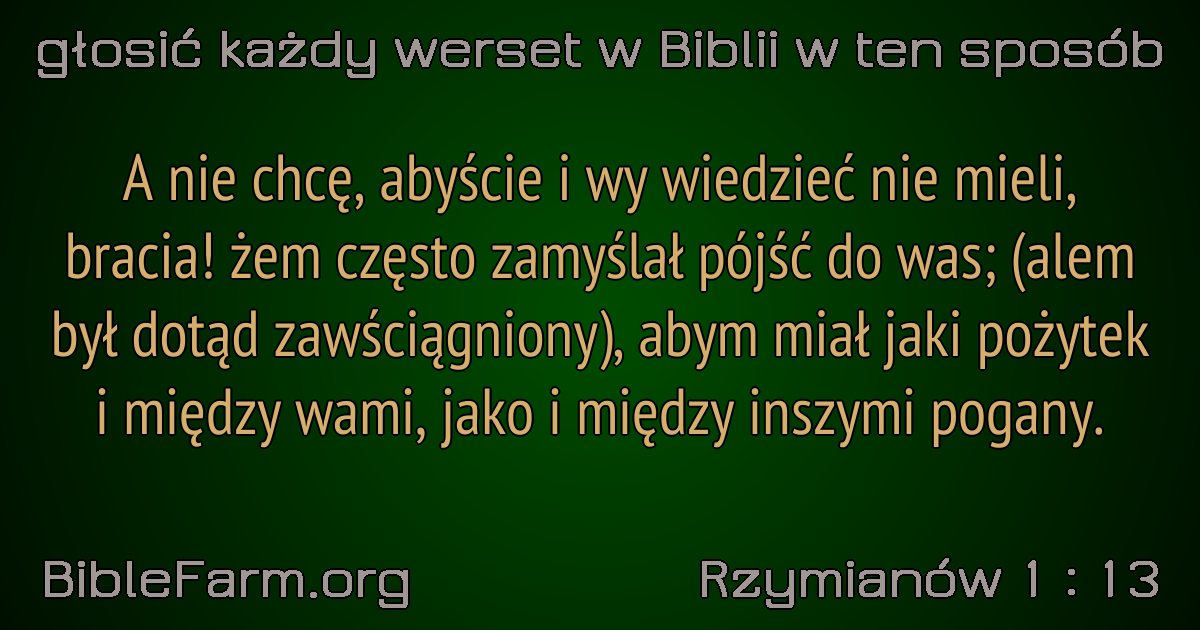 głosić każdy werset w Biblii w ten sposób
A nie chcę, abyście i wy wiedzieć nie mieli,
bracia! żem często zamyślał pójść do was; (alem
był dotąd zawściągniony), abym miał jaki pożytek
i między wami, jako i między inszymi pogany.
BibleFarm.org
Rzymianów 1 : 13